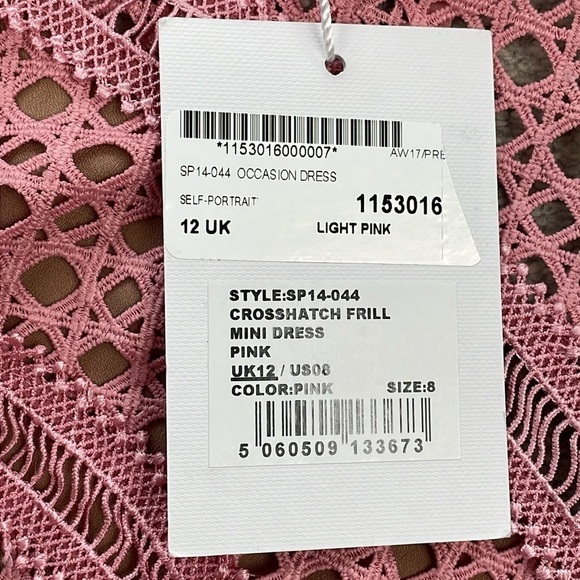 *1153016000007*
AW17/PRE
SP14-044 OCCASION DRESS
SELF-PORTRAIT
1153016
12 UK
LIGHT PINK
STYLE:SP14-044
CROSSHATCH FRILL
MINI DRESS
PINK
UK12 / US08
COLOR:PINK SIZE:8
5 060509 133673